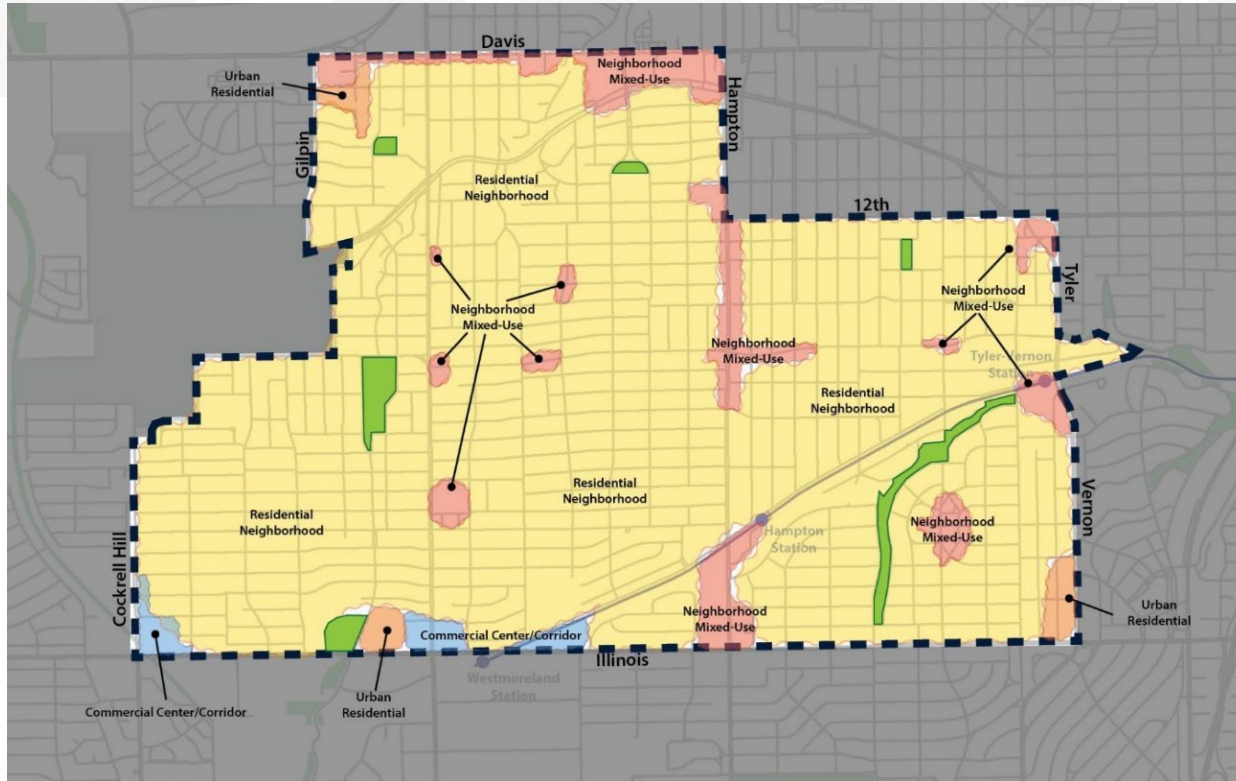 Davis
Neighborhood
Mixed-Use
Urban
Residential
Hampton
Gilpin
Residential
Neighborhood
12th
Tyler
Neighborhood
Mixed-Use
Neighborhood
Mixed-Use
Neighborhood
Mixed-Use
Tyler-Vernon
Station
Residential
Neighborhood
Residential
Neighborhood
Residential
Neighborhood
Vernon
Hampton
Station
Neighborhood
Mixed-Use
Cockrell Hill
Neighborhood
Mixed-Use
Urban
Residential
Commercial Center/Corridor
Illinois
Westmoreland
Station
Urban
Residential
Commercial Center/Corridor